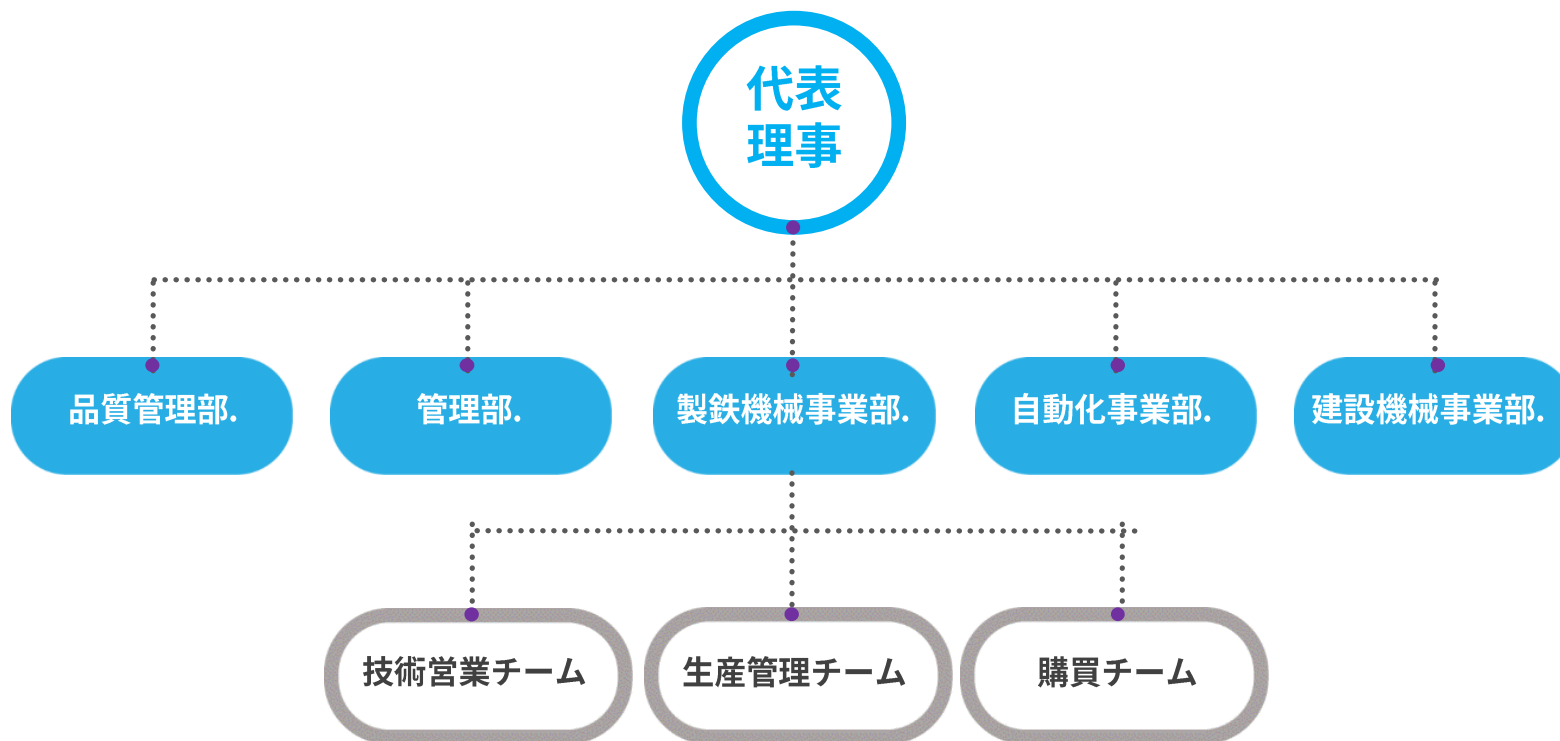 代表
理事
品質管理部.
管理部.
製鉄機械事業部.
自動化事業部.
建設機械事業部.
技術営業チーム
生産管理チーム
購買チーム